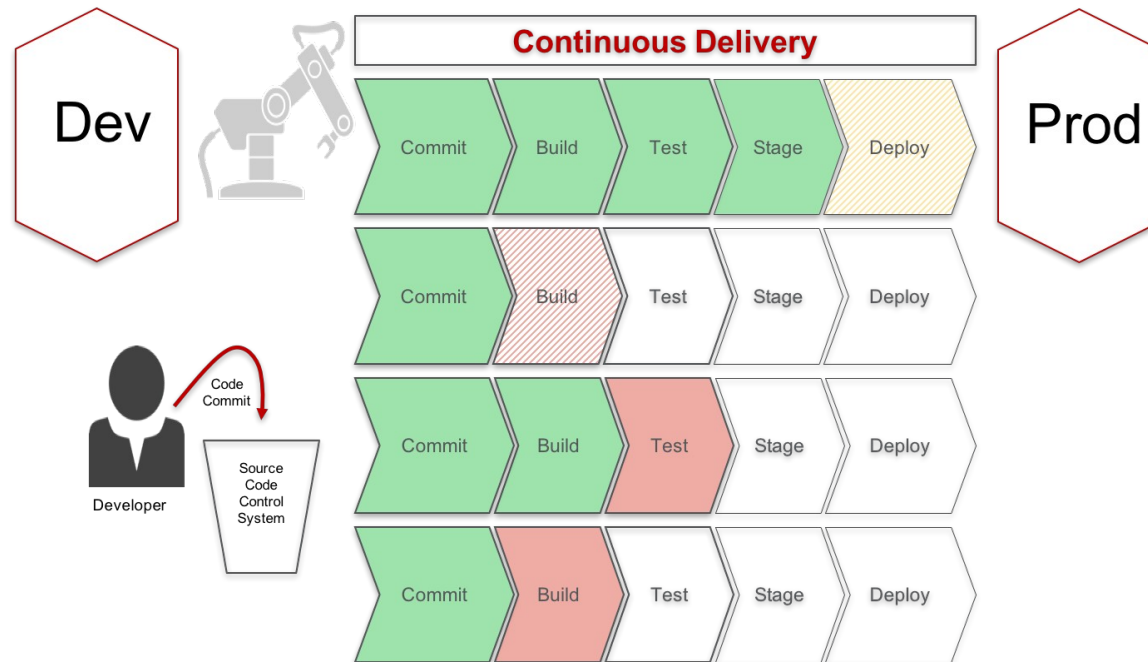 Dev
Continuous Delivery
Prod
Commit
Build
Test
Stage
Deploy
Commit
Build
Test
Stage
Deploy
Code
Commit
Developer
Source
Code
Control
System
Commit
Build
Test
Stage
Deploy
Commit
Build
Test
Stage
Deploy